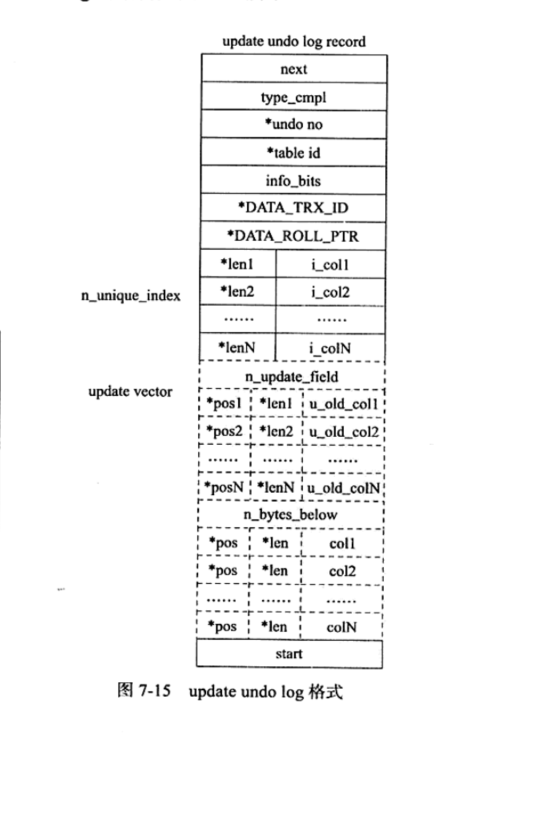 update undo log record
next
type_cmpl
*undo no
*table id
info_bits
*DATA_TRX_ID
*DATA_ROLL_PTR
*len1 i_col1
n_unique_index *len2 i_col2
…… ……
*lenN i_colN
n_update_field
update vector *pos1 *len1 u_old_col1
*pos2 *len2 u_old_col2
…… …… ……
*posN *lenN u_old_colN
n_bytes_below
*pos *len col1
*pos *len col2
…… …… ……
*pos *len colN
start
图 7-15 update undo log 格式